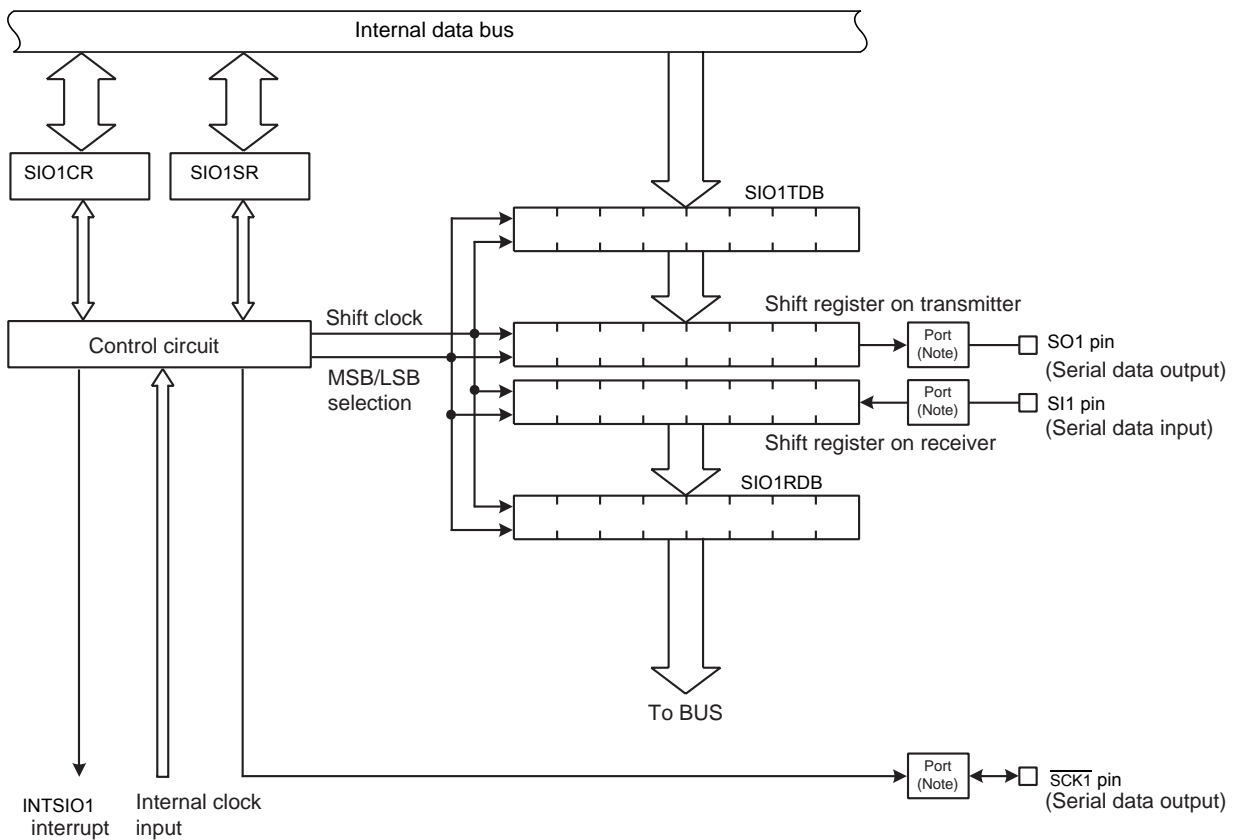 Internal data bus
SIO1CR
SIO1SR
SIO1TDB
Shift clock
Shift register on transmitter
Control circuit
Port
(Note)
SO1 pin
(Serial data output)
MSB/LSB
selection
Port
(Note)
SI1 pin
(Serial data input)
Shift register on receiver
SIO1RDB
To BUS
Port
(Note)
SCK1 pin
(Serial data output)
INTSIO1
interrupt
Internal clock
input